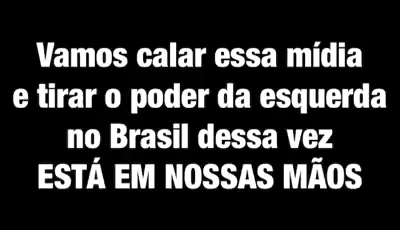 Vamos calar essa mídia
e tirar o poder da esquerda
no Brasil dessa vez
ESTÁ EM NOSSAS MÃOS